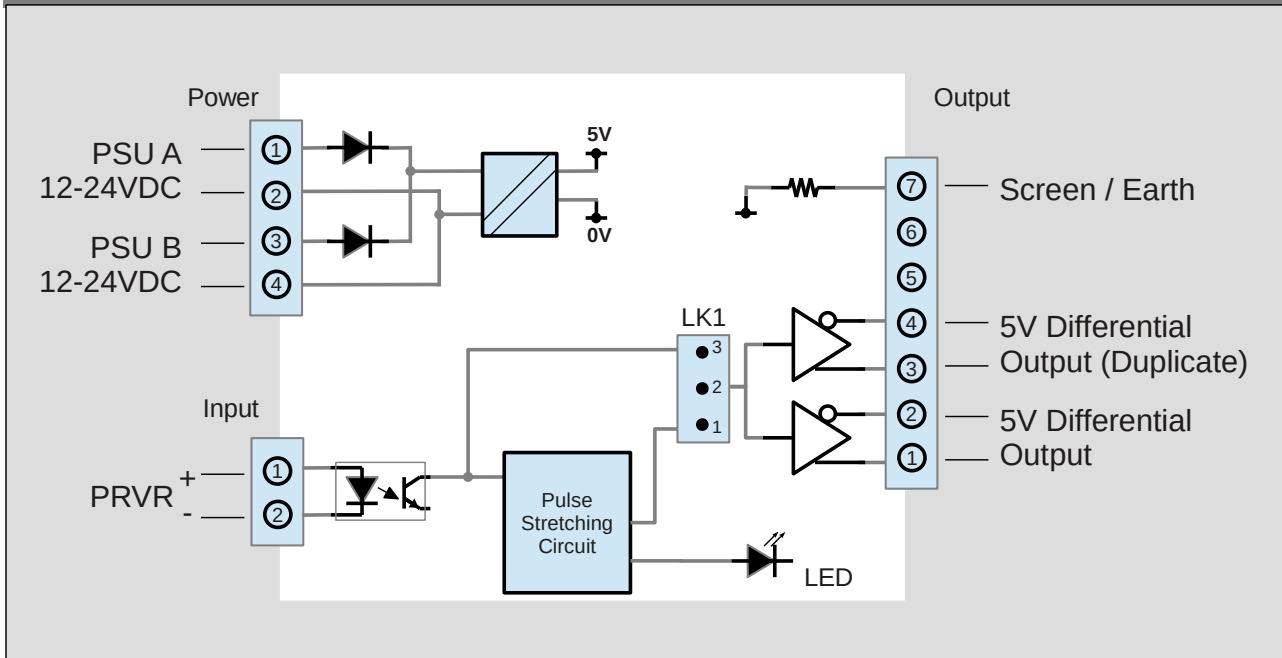 Power
PSU A
12-24VDC
PSU B
12-24VDC
1
2
3
4
5V
0V
Output
7
6
5
4
3
2
1
Screen / Earth
5V Differential
Output (Duplicate)
5V Differential
Output
LK1
3
2
1
Input
PRVR
+
-
1
2
Pulse
Stretching
Circuit
LED